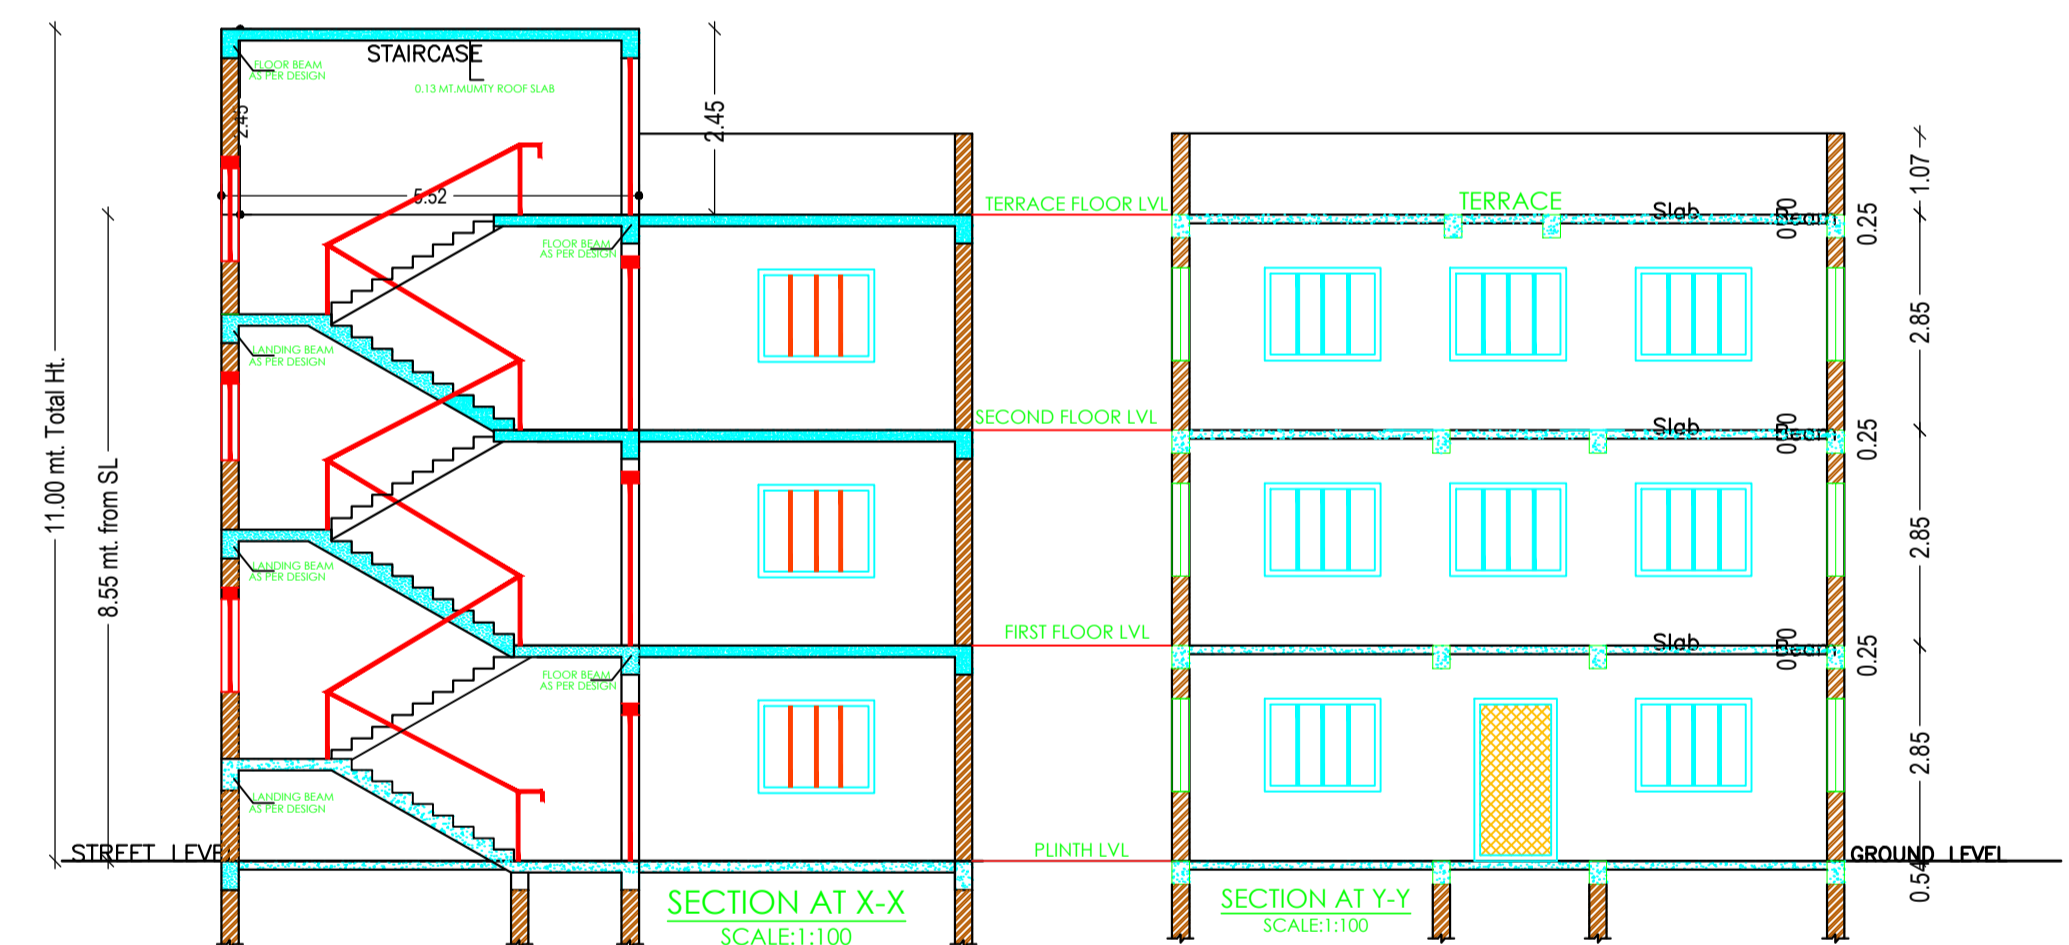 STAIRCASE
FLOOR BEAM
AS PER DESIGN
0.13 MT.MUMTY ROOF SLAB
2.45
2.45
5.52
11.00 mt. Total Ht.
8.55 mt. from SL
FLOOR BEAM
AS PER DESIGN
LANDING BEAM
AS PER DESIGN
LANDING BEAM
AS PER DESIGN
FLOOR BEAM
AS PER DESIGN
LANDING BEAM
AS PER DESIGN
STREET LEVEL
SECTION AT X-X
SCALE:1:100
TERRACE FLOOR LVL
SECOND FLOOR LVL
FIRST FLOOR LVL
PLINTH LVL
TERRACE
Slab
Beam
0.25
1.07
2.85
Slab
Beam
0.25
2.85
Slab
Beam
0.25
2.85
GROUND LEVEL
0.54
SECTION AT Y-Y
SCALE:1:100